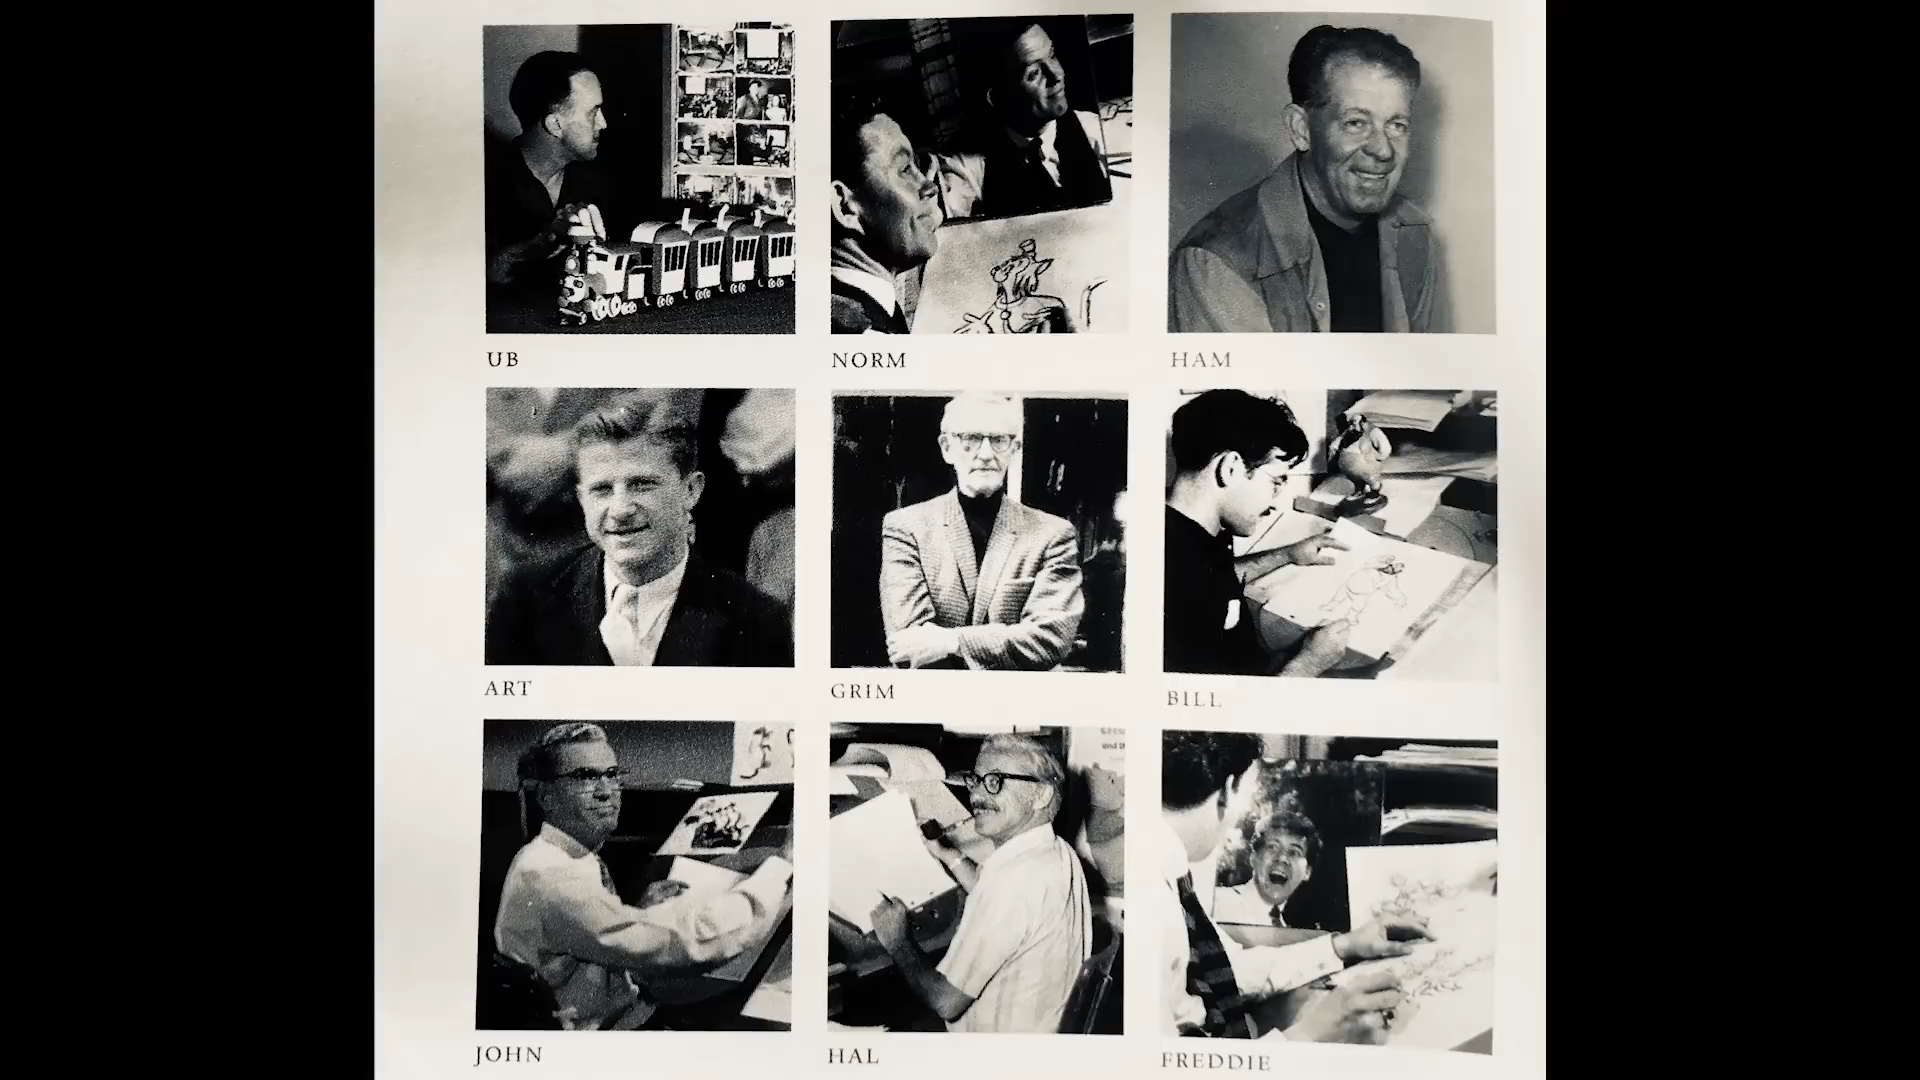 UB
NORM
HAM
ART
GRIM
BILL
JOHN
HAL
FREDDIE